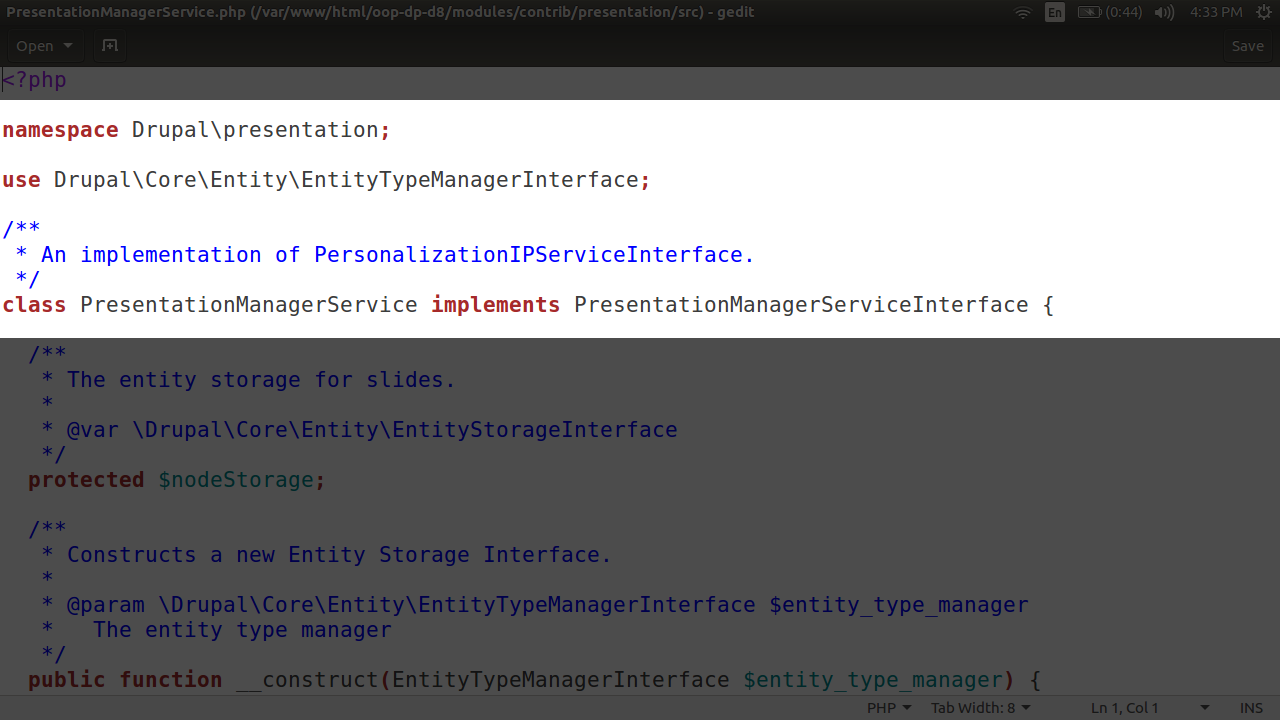 PresentationManagerService.php (/var/www/html/oop-dp-d8/modules/contrib/presentation/src) - gedit En (0:44) 4:33 PM
Open Save
<?php
namespace Drupal\presentation;
use Drupal\Core\Entity\EntityTypeManagerInterface;
/**
 * An implementation of PersonalizationIPServiceInterface.
 */
class PresentationManagerService implements PresentationManagerServiceInterface {
  /**
   * The entity storage for slides.
   *
   * @var \Drupal\Core\Entity\EntityStorageInterface
   */
  protected $nodeStorage;
  /**
   * Constructs a new Entity Storage Interface.
   *
   * @param \Drupal\Core\Entity\EntityTypeManagerInterface $entity_type_manager
   *   The entity type manager
   */
  public function __construct(EntityTypeManagerInterface $entity_type_manager) {
PHP Tab Width: 8 Ln 1, Col 1 INS